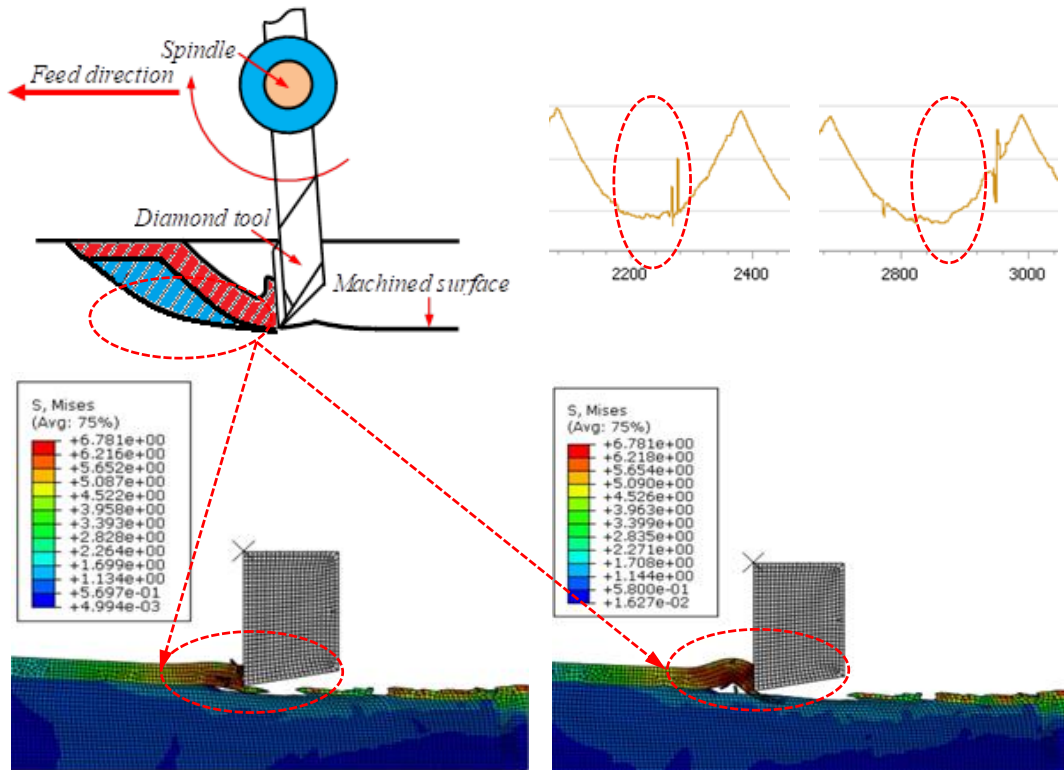 Spindle
Feed direction
Diamond tool
Machined surface
2200
2400
2800
3000
S, Mises
(Avg: 75%)
+6.781e+00
+6.216e+00
+5.652e+00
+5.087e+00
+4.522e+00
+3.958e+00
+3.393e+00
+2.828e+00
+2.264e+00
+1.699e+00
+1.134e+00
+5.697e-01
+4.994e-03
S, Mises
(Avg: 75%)
+6.781e+00
+6.218e+00
+5.654e+00
+5.090e+00
+4.526e+00
+3.963e+00
+3.399e+00
+2.835e+00
+2.271e+00
+1.708e+00
+1.144e+00
+5.800e-01
+1.627e-02